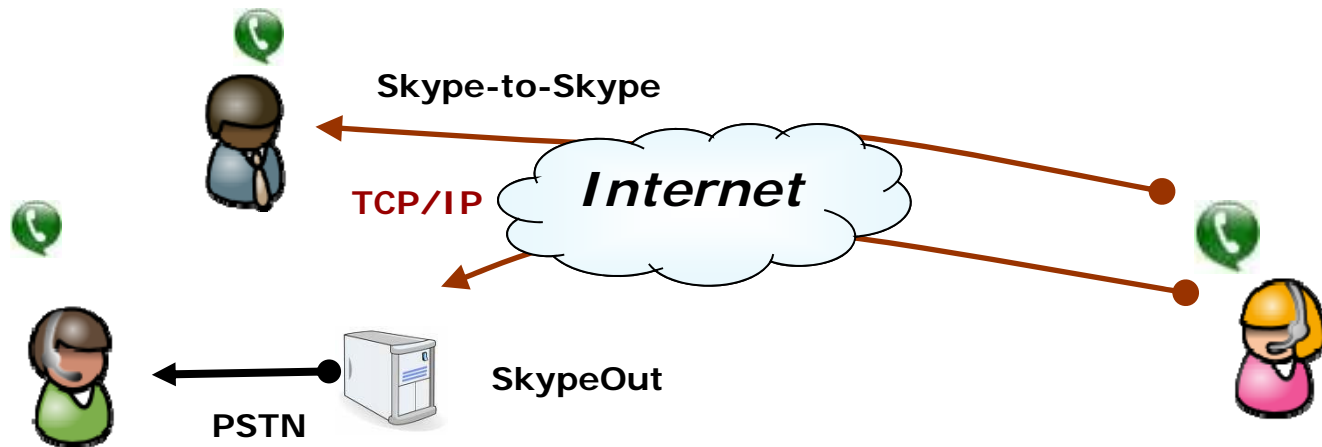 Skype-to-Skype
Internet
TCP/IP
SkypeOut
PSTN